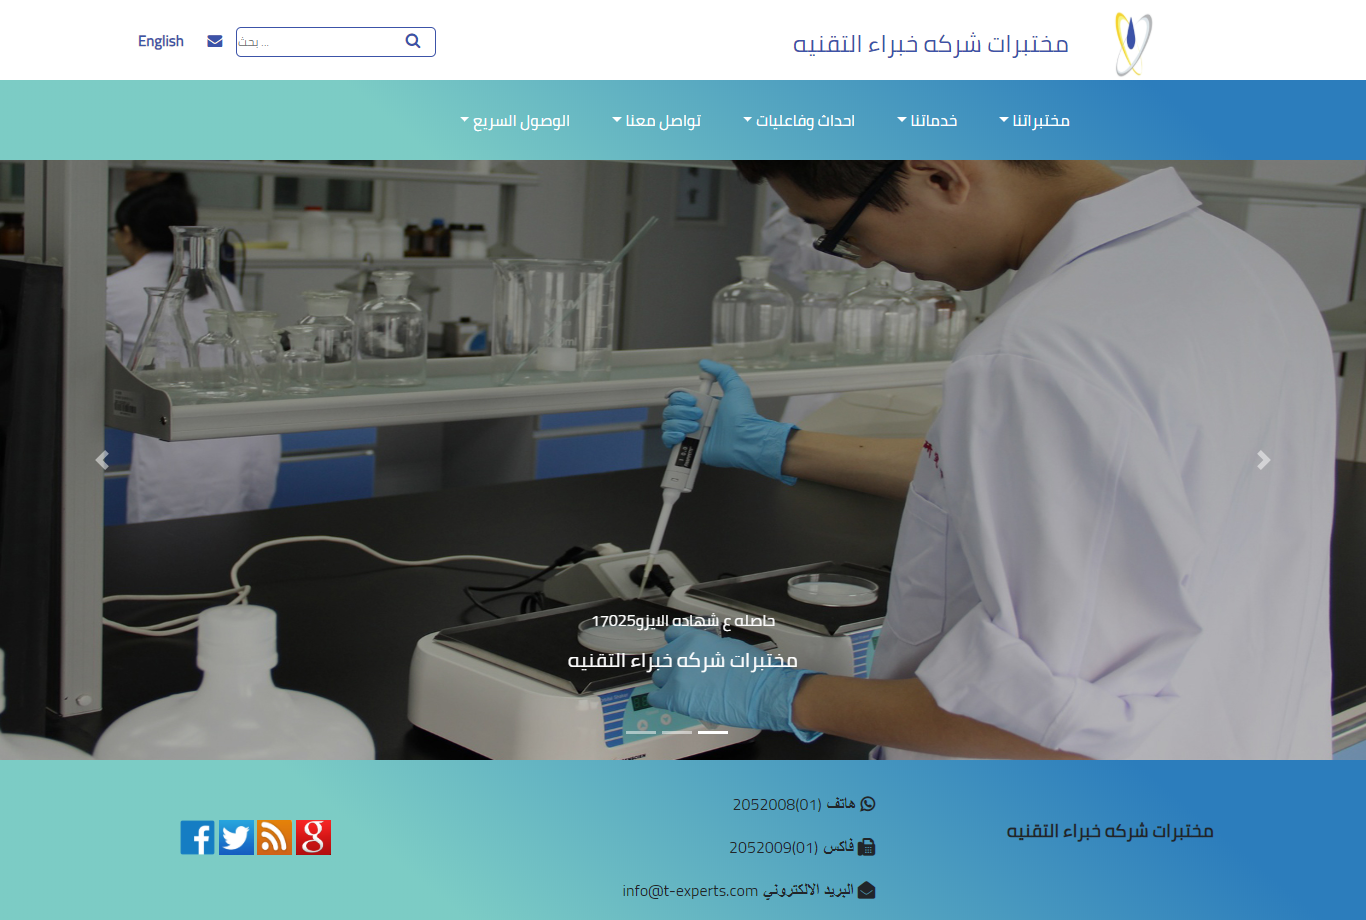 مختبرات شركه خبراء التقنيه
بحث ...
English
مختبراتنا
خدماتنا
احداث وفاعليات
تواصل معنا
الوصول السريع
حاصله ع شهاده الايزو17025
مختبرات شركه خبراء التقنيه
مختبرات شركه خبراء التقنيه
هاتف (01)2052008
فاكس (01)2052009
البريد الالكتروني info@t-experts.com